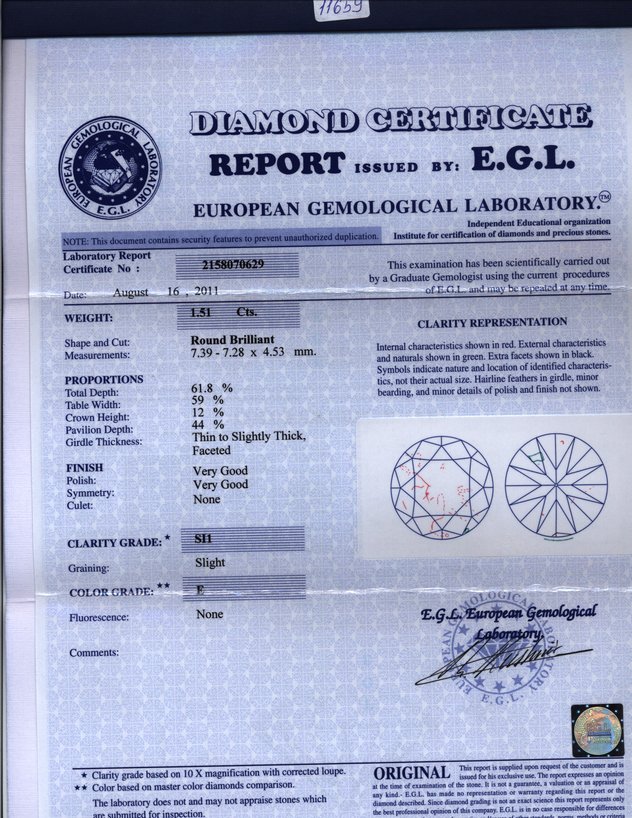 11659
DIAMOND CERTIFICATE
REPORT ISSUED BY: E.G.L.
EUROPEAN GEMOLOGICAL LABORATORY.™
EUROPEAN GEMOLOGICAL LABORATORY
E.G.L.
Independent Educational organization
Institute for certification of diamonds and precious stones.
NOTE: This document contains security features to prevent unauthorized duplication.
Laboratory Report
Certificate No : 2158070629
Date: August 16 , 2011
WEIGHT: 1.51 Cts.
Shape and Cut: Round Brilliant
Measurements: 7.39 - 7.28 x 4.53 mm.
PROPORTIONS
Total Depth: 61.8 %
Table Width: 59 %
Crown Height: 12 %
Pavilion Depth: 44 %
Girdle Thickness: Thin to Slightly Thick,
Faceted
FINISH
Polish: Very Good
Symmetry: Very Good
Culet: None
CLARITY GRADE: ★ SI1
Graining: Slight
COLOR GRADE: ★★ E
Fluorescence: None
Comments:
This examination has been scientifically carried out
by a Graduate Gemologist using the current procedures
of E.G.L. and may be repeated at any time.
CLARITY REPRESENTATION
Internal characteristics shown in red. External characteristics
and naturals shown in green. Extra facets shown in black.
Symbols indicate nature and location of identified characteris-
tics, not their actual size. Hairline feathers in girdle, minor
bearding, and minor details of polish and finish not shown.
E.G.L. European Gemological
Laboratory.
E.G.L.
★ Clarity grade based on 10 X magnification with corrected loupe.
★★ Color based on master color diamonds comparison.
The laboratory does not and may not appraise stones which
are submitted for inspection.
ORIGINAL This report is supplied upon request of the customer and is
issued for his exclusive use. The report expresses an opinion
at the time of examination of the stone. It is not a guarantee, a valuation or an appraisal of
any kind.- E.G.L. has made no representation or warranty regarding this report or the
diamond described. Since diamond grading is not an exact science this report represents only
the best professional opinion of this company. E.G.L. is in no case responsible for differences